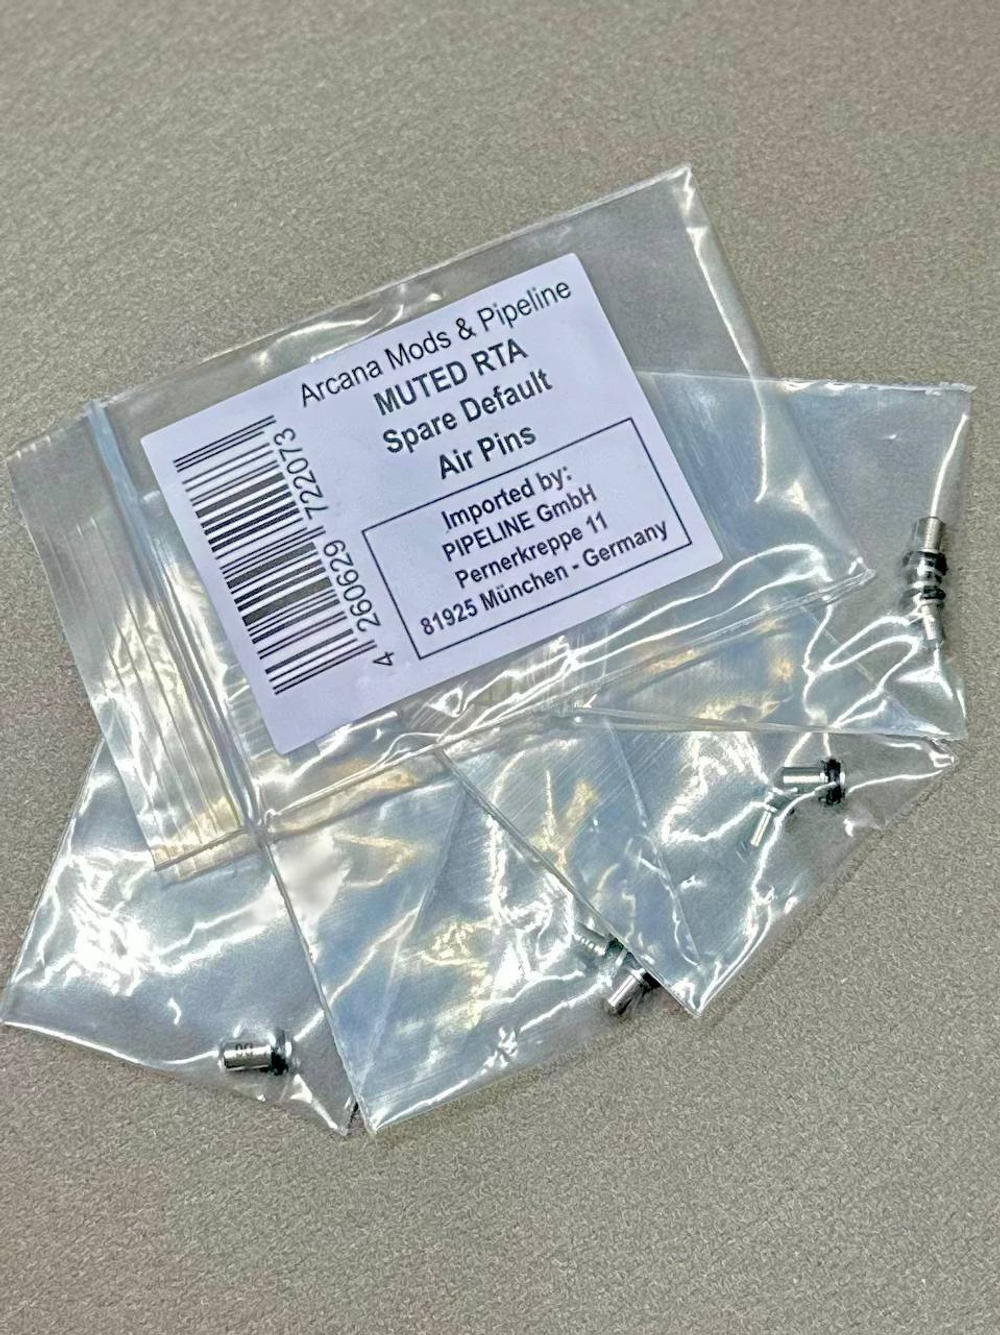 Arcana Mods & Pipeline
MUTED RTA
Spare Default
Air Pins
Imported by:
PIPELINE GmbH
Pernerkreppe 11
81925 München - Germany
4 260629 722073